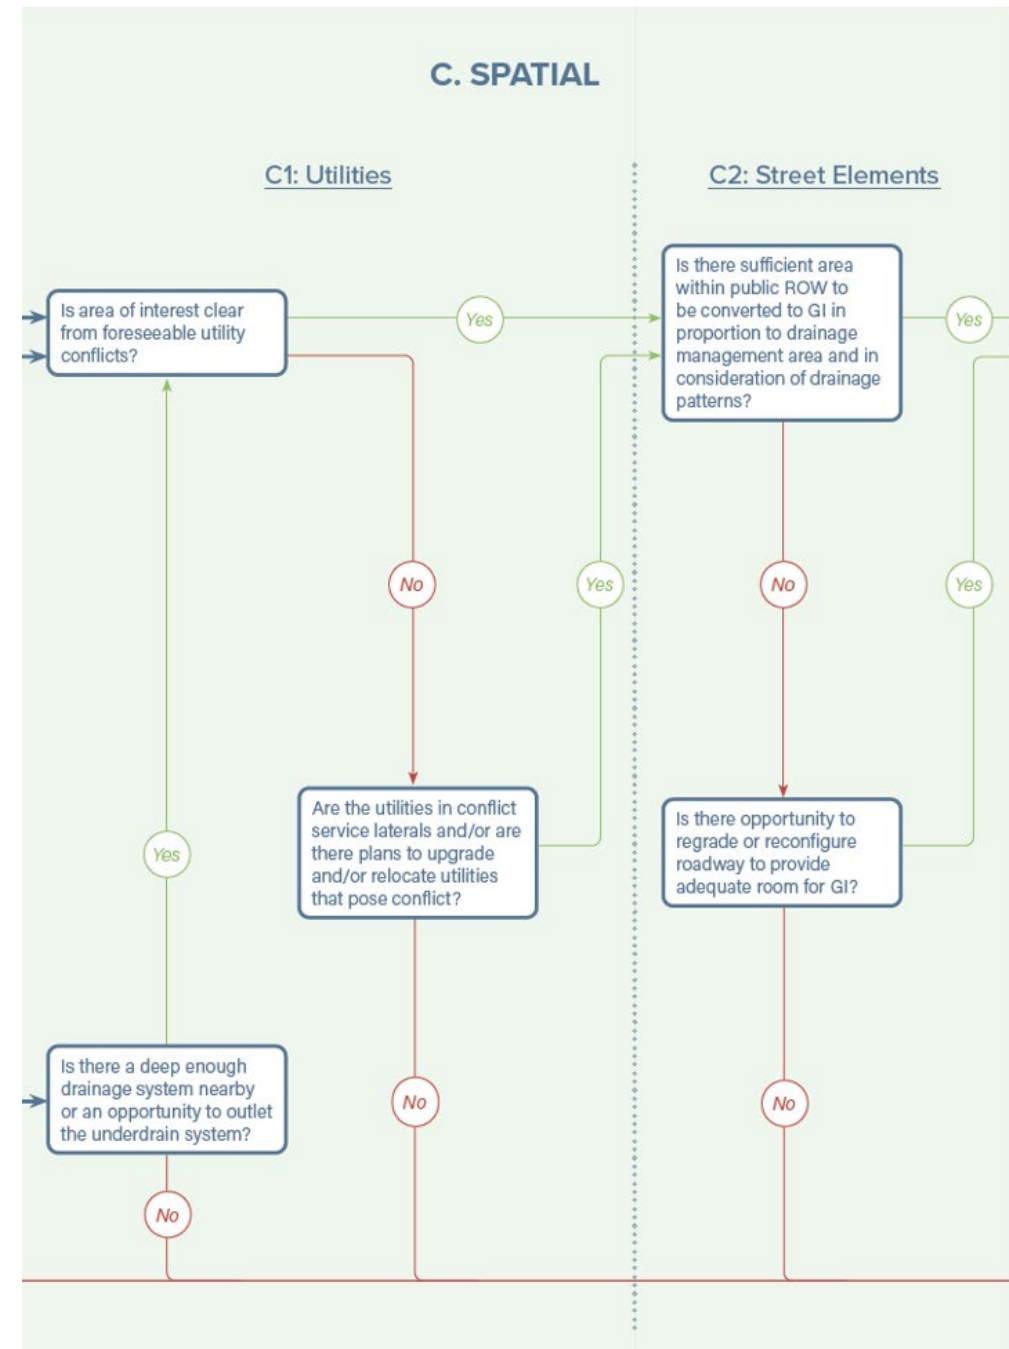 C. SPATIAL
C1: Utilities
C2: Street Elements
Is area of interest clear
from foreseeable utility
conflicts?
Yes
Is there sufficient area
within public ROW to
be converted to GI in
proportion to drainage
management area and in
consideration of drainage
patterns?
Yes
No
Yes
No
Yes
Are the utilities in conflict
service laterals and/or are
there plans to upgrade
and/or relocate utilities
that pose conflict?
Is there opportunity to
regrade or reconfigure
roadway to provide
adequate room for GI?
Yes
Is there a deep enough
drainage system nearby
or an opportunity to outlet
the underdrain system?
No
No
No